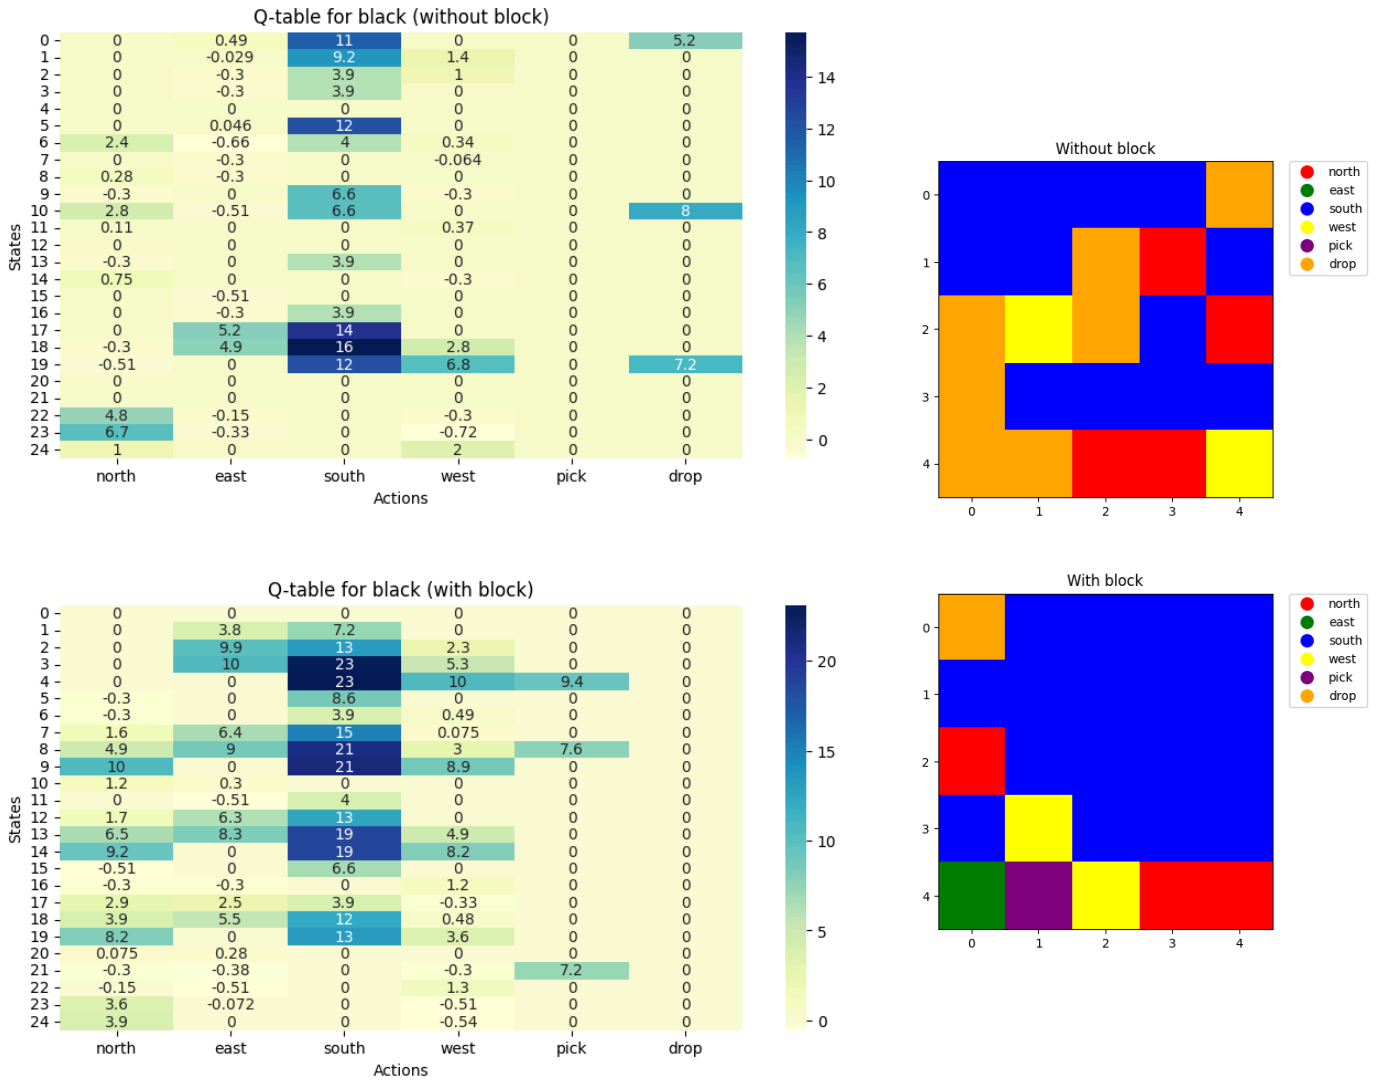 Q-table for black (without block)
States
0 0 0.49 11 0 0 5.2
1 0 -0.029 9.2 1.4 0 0
2 0 -0.3 3.9 1 0 0
3 0 -0.3 3.9 0 0 0
4 0 0 0 0 0 0
5 0 0.046 12 0 0 0
6 2.4 -0.66 4 0.34 0 0
7 0 -0.3 0 -0.064 0 0
8 0.28 -0.3 0 0 0 0
9 -0.3 0 6.6 -0.3 0 0
10 2.8 -0.51 6.6 0 0 8
11 0.11 0 0 0.37 0 0
12 0 0 0 0 0 0
13 -0.3 0 3.9 0 0 0
14 0.75 0 0 -0.3 0 0
15 0 -0.51 0 0 0 0
16 0 -0.3 3.9 0 0 0
17 0 5.2 14 0 0 0
18 -0.3 4.9 16 2.8 0 0
19 -0.51 0 12 6.8 0 7.2
20 0 0 0 0 0 0
21 0 0 0 0 0 0
22 4.8 -0.15 0 -0.3 0 0
23 6.7 -0.33 0 -0.72 0 0
24 1 0 0 2 0 0
north east south west pick drop
Actions
14
12
10
8
6
4
2
0
Without block
0
1
2
3
4
0 1 2 3 4
north
east
south
west
pick
drop
Q-table for black (with block)
States
0 0 0 0 0 0 0
1 0 3.8 7.2 0 0 0
2 0 9.9 13 2.3 0 0
3 0 10 23 5.3 0 0
4 0 0 23 10 9.4 0
5 -0.3 0 8.6 0 0 0
6 -0.3 0 3.9 0.49 0 0
7 1.6 6.4 15 0.075 0 0
8 4.9 9 21 3 7.6 0
9 10 0 21 8.9 0 0
10 1.2 0.3 0 0 0 0
11 0 -0.51 4 0 0 0
12 1.7 6.3 13 0 0 0
13 6.5 8.3 19 4.9 0 0
14 9.2 0 19 8.2 0 0
15 -0.51 0 6.6 0 0 0
16 -0.3 -0.3 0 1.2 0 0
17 2.9 2.5 3.9 -0.33 0 0
18 3.9 5.5 12 0.48 0 0
19 8.2 0 13 3.6 0 0
20 0.075 0.28 0 0 0 0
21 -0.3 -0.38 0 -0.3 7.2 0
22 -0.15 -0.51 0 1.3 0 0
23 3.6 -0.072 0 -0.51 0 0
24 3.9 0 0 -0.54 0 0
north east south west pick drop
Actions
20
15
10
5
0
With block
0
1
2
3
4
0 1 2 3 4
north
east
south
west
pick
drop